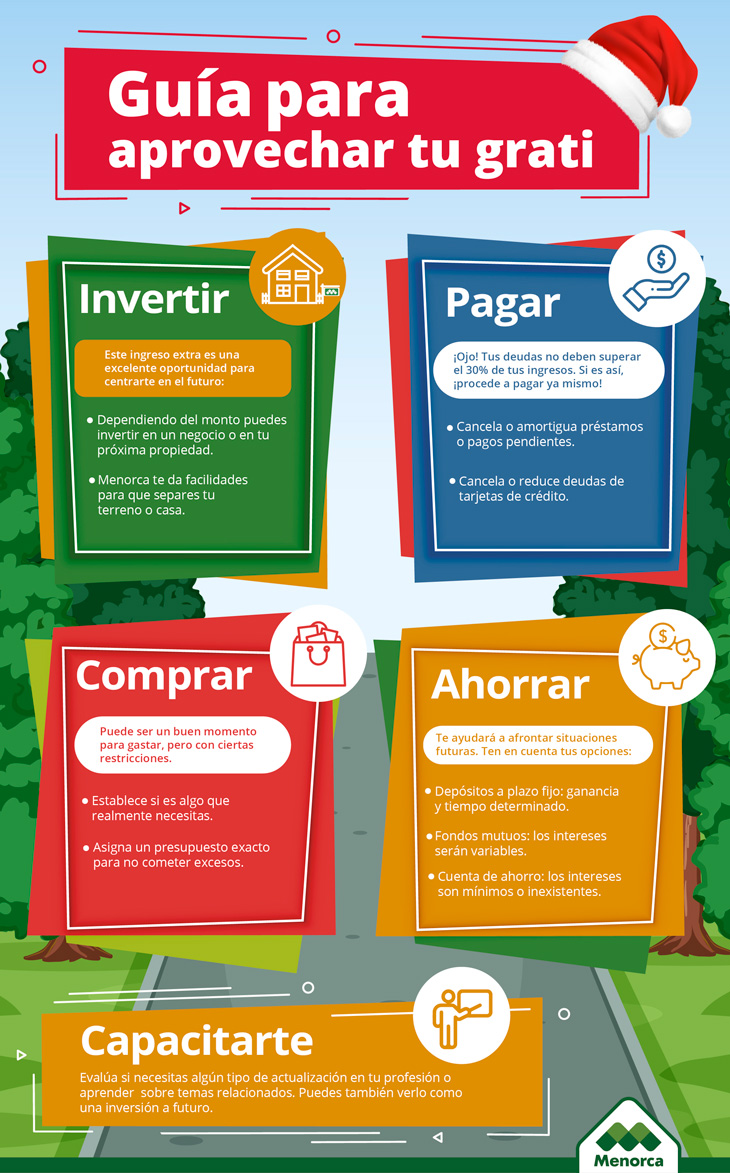 Guía para
aprovechar tu grati
Invertir
Este ingreso extra es una
excelente oportunidad para
centrarte en el futuro:
• Dependiendo del monto puedes
invertir en un negocio o en tu
próxima propiedad.
• Menorca te da facilidades
para que separes tu
terreno o casa.
Pagar
¡Ojo! Tus deudas no deben superar
el 30% de tus ingresos. Si es así,
¡procede a pagar ya mismo!
• Cancela o amortigua préstamos
o pagos pendientes.
• Cancela o reduce deudas de
tarjetas de crédito.
Comprar
Puede ser un buen momento
para gastar, pero con ciertas
restricciones.
• Establece si es algo que
realmente necesitas.
• Asigna un presupuesto exacto
para no cometer excesos.
Ahorrar
Te ayudará a afrontar situaciones
futuras. Ten en cuenta tus opciones:
• Depósitos a plazo fijo: ganancia
y tiempo determinado.
• Fondos mutuos: los intereses
serán variables.
• Cuenta de ahorro: los intereses
son mínimos o inexistentes.
Capacitarte
Evalúa si necesitas algún tipo de actualización en tu profesión o
aprender sobre temas relacionados. Puedes también verlo como
una inversión a futuro.
Menorca